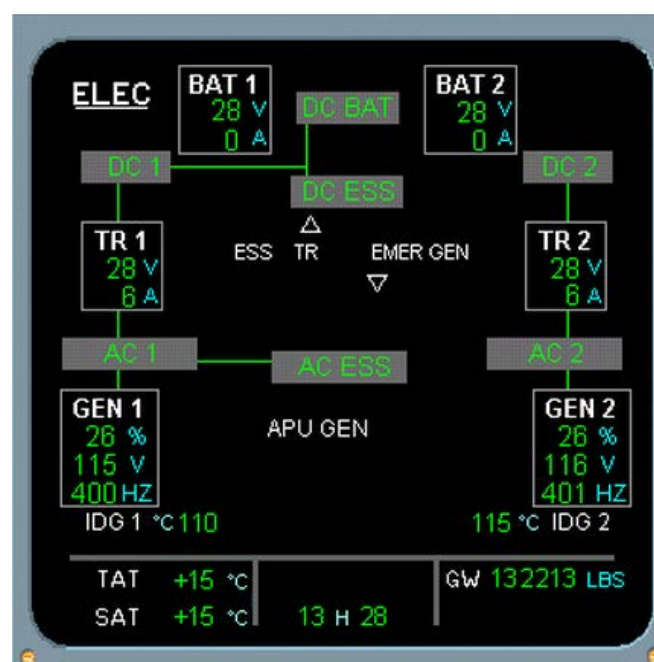 ELEC
BAT 1
28 V
0 A
DC BAT
BAT 2
28 V
0 A
DC 1
DC ESS
DC 2
TR 1
28 V
6 A
ESS TR
EMER GEN
TR 2
28 V
6 A
AC 1
AC ESS
AC 2
GEN 1
26 %
115 V
400 HZ
APU GEN
GEN 2
26 %
116 V
401 HZ
IDG 1 °C 110
115 °C IDG 2
TAT +15 °C
GW 132213 LBS
SAT +15 °C
13 H 28